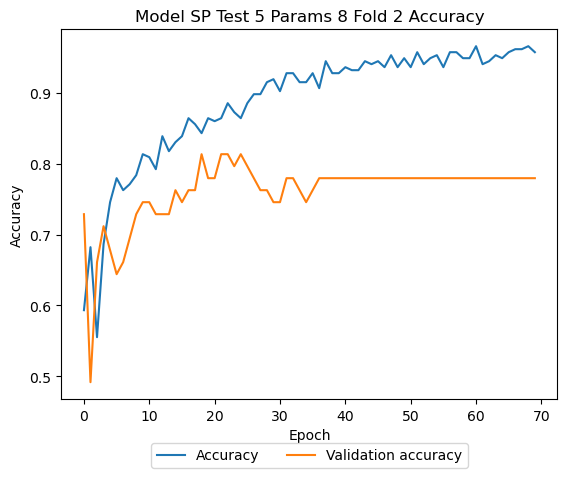 Model SP Test 5 Params 8 Fold 2 Accuracy
0.9
0.8
0.7
0.6
0.5
Accuracy
0 10 20 30 40 50 60 70
Epoch
Accuracy Validation accuracy